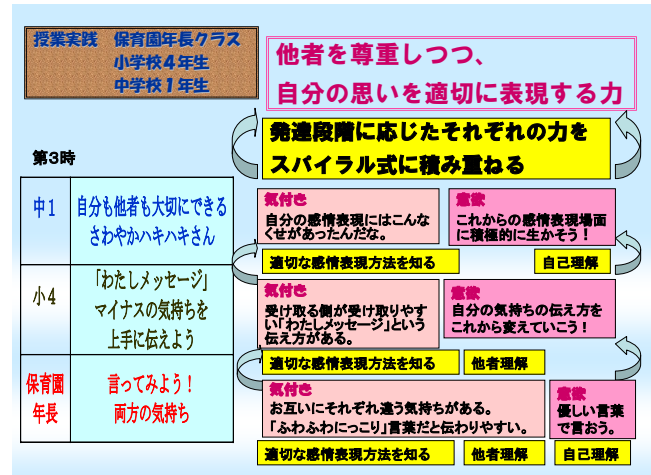 授業実践　保育園年長クラス
小学校４年生
中学校１年生
他者を尊重しつつ、
自分の思いを適切に表現する力
発達段階に応じたそれぞれの力を
スパイラル式に積み重ねる
第３時
中１
自分も他者も大切にできる
さわやかハキハキさん
気付き
自分の感情表現にはこんな
くせがあったんだな。
意欲
これからの感情表現場面
に積極的に生かそう！
適切な感情表現方法を知る
自己理解
小４
「わたしメッセージ」
マイナスの気持ちを
上手に伝えよう
気付き
受け取る側が受け取りやす
い「わたしメッセージ」という
伝え方がある。
意欲
自分の気持ちの伝え方を
これから変えていこう！
適切な感情表現方法を知る
他者理解
保育園
年長
言ってみよう！
両方の気持ち
気付き
お互いにそれぞれ違う気持ちがある。
「ふわふわにっこり」言葉だと伝わりやすい。
意欲
優しい言葉
で言おう。
適切な感情表現方法を知る
他者理解
自己理解